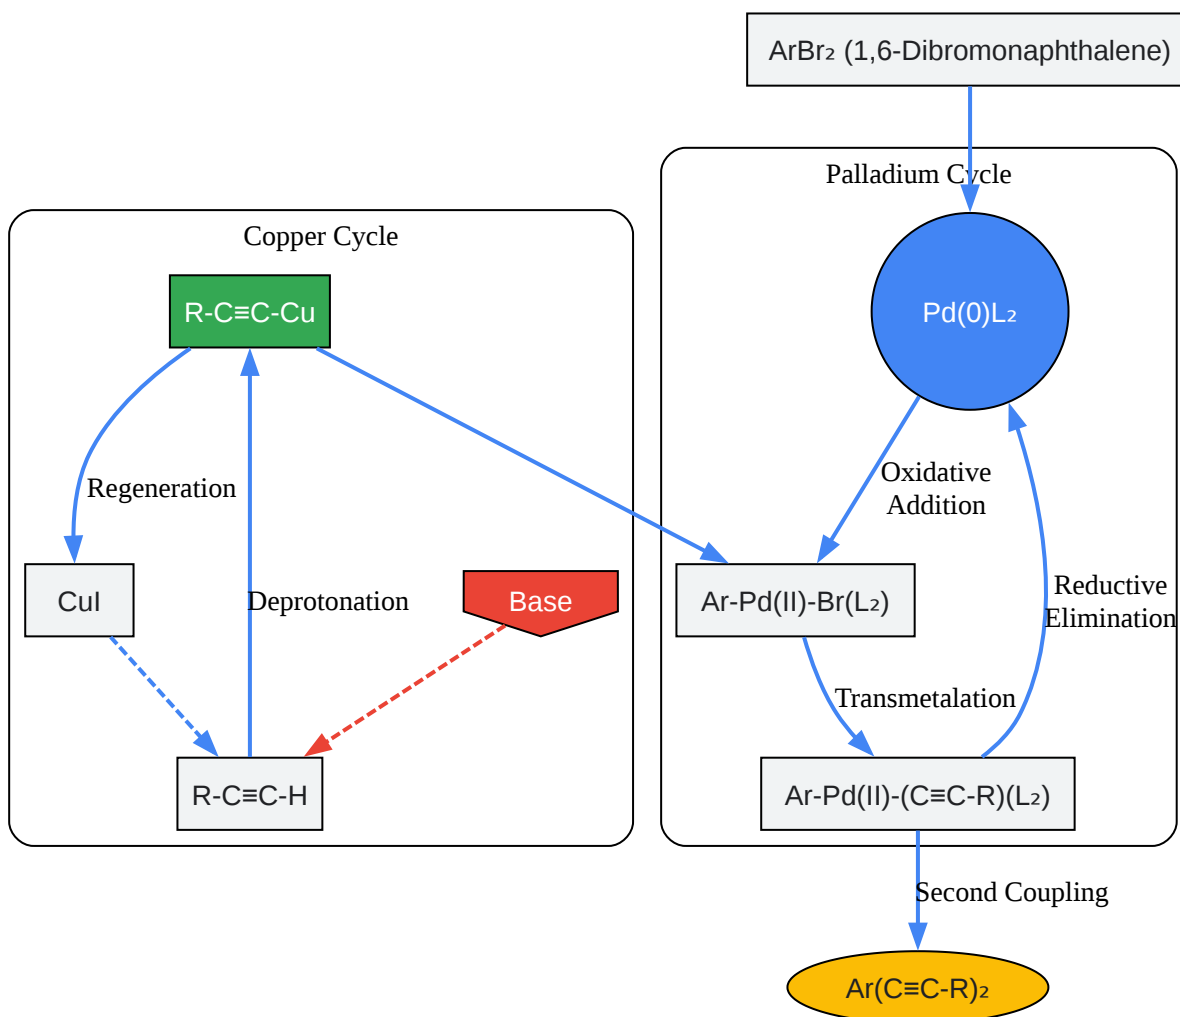 ArBr₂ (1,6-Dibromonaphthalene)
Palladium Cycle
Copper Cycle
R-C≡C-Cu
Pd(0)L₂
Regeneration
Oxidative
Addition
CuI
Deprotonation
Base
Ar-Pd(II)-Br(L₂)
Reductive
Elimination
Transmetalation
R-C≡C-H
Ar-Pd(II)-(C≡C-R)(L₂)
Second Coupling
Ar(C≡C-R)₂